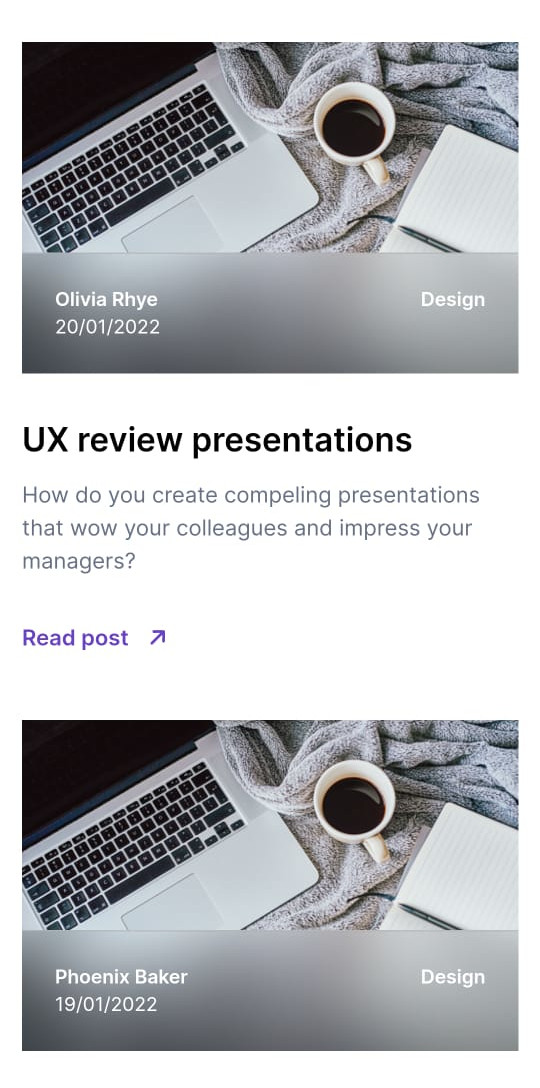 Olivia Rhye
Design
20/01/2022
UX review presentations
How do you create compeling presentations
that wow your colleagues and impress your
managers?
Read post
Phoenix Baker
Design
19/01/2022